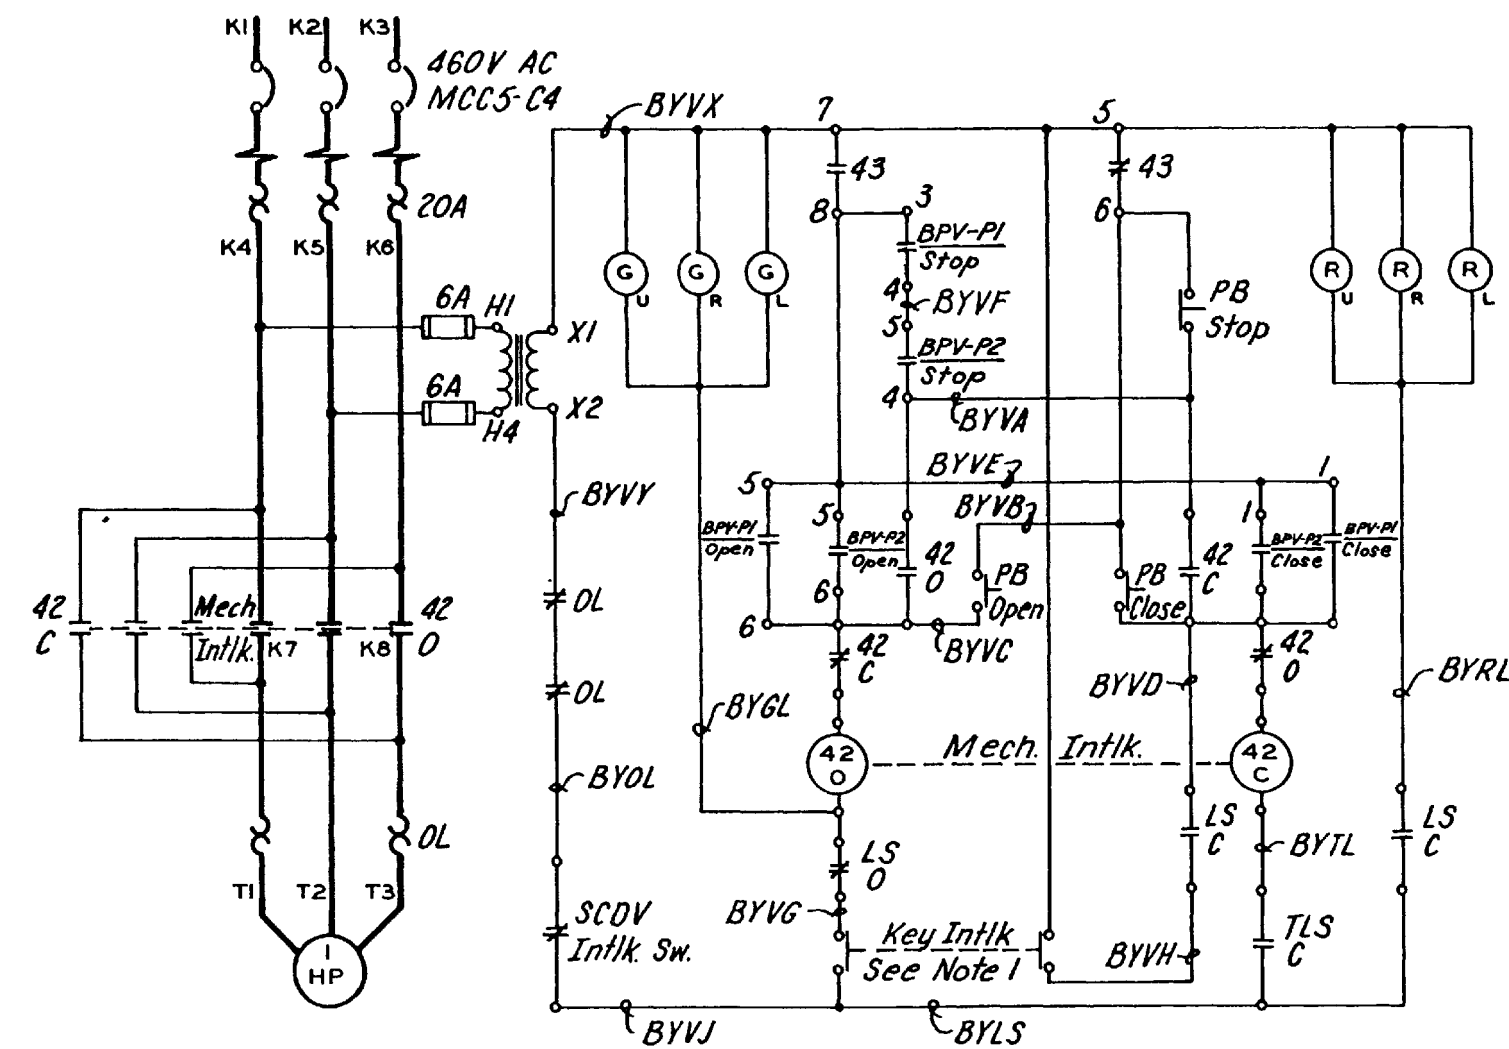 K1 K2 K3
460V AC
MCC5-C4
20A
K4 K5 K6
6A H1
6A
H4
X1
X2
BYVX
7
5
43
43
8
3
6
BPV-P1
Stop
4
BYVF
5
BPV-P2
Stop
4
BYVA
PB
Stop
G U
G R
G L
R U
R R
R L
BYVY
BYVE
BYVB
5
5
1
1
BPV-P1
Open
BPV-P2
Open
6
6
42
O
PB
Open
PB
Close
42
C
BPV-P2
Close
BPV-P1
Close
42
C
Mech
Intlk.
K7
K8
42
O
OL
OL
BYVC
42
C
BYVD
42
O
BYRL
BYGL
42
O
Mech. Intlk.
42
C
BYOL
OL
LS
O
LS
C
BYTL
LS
C
T1 T2 T3
SCDV
Intlk. Sw.
BYVG
Key Intlk
See Note 1
BYVH
TLS
C
1
HP
BYVJ
BYLS